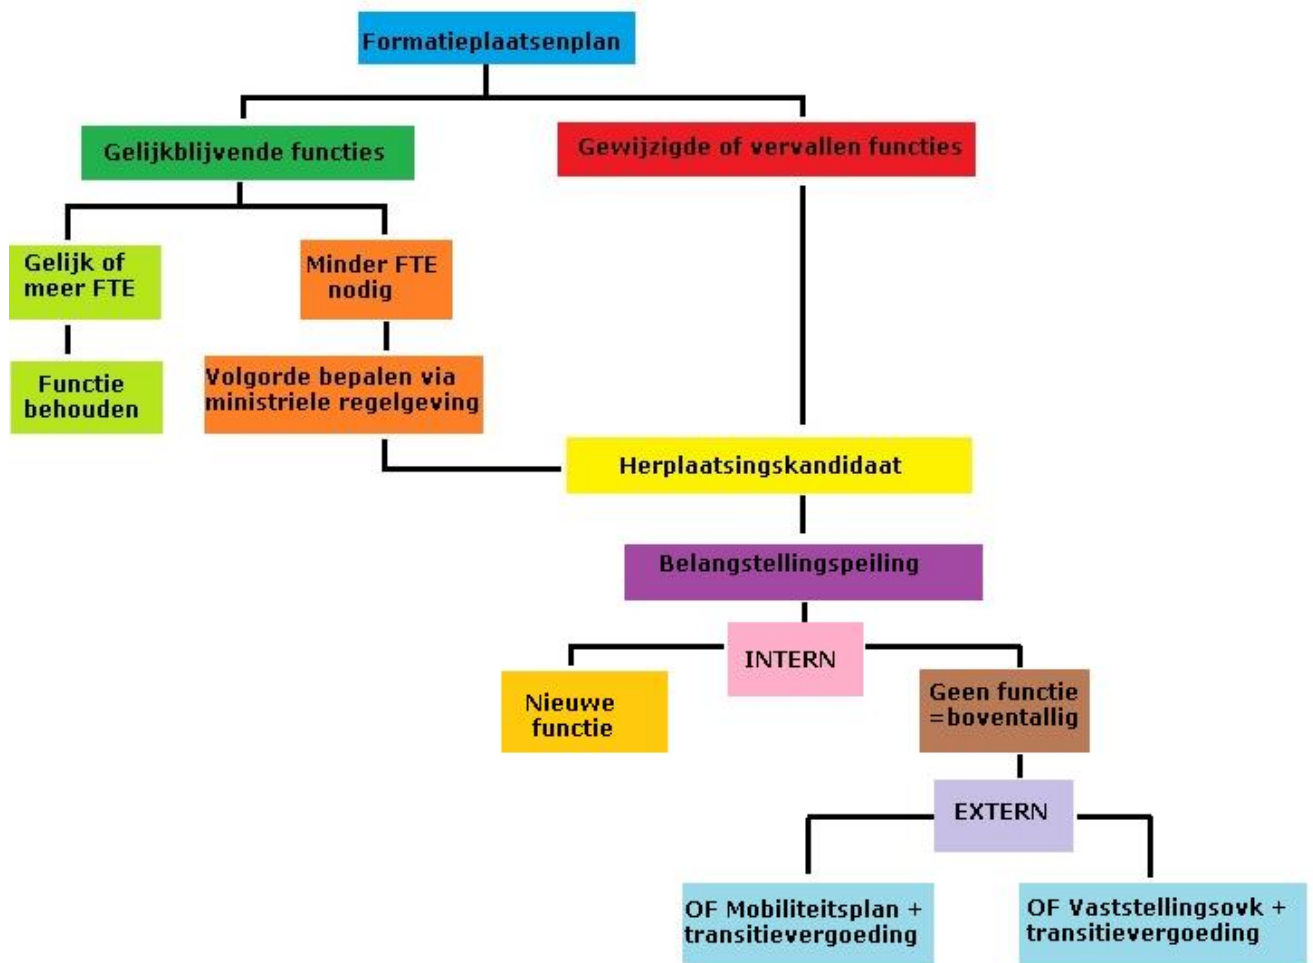 Formatieplaatsenplan
Gelijkblijvende functies
Gewijzigde of vervallen functies
Gelijk of
meer FTE
Minder FTE
nodig
Functie
behouden
Volgorde bepalen via
ministriele regelgeving
Herplaatsingskandidaat
Belangstellingspeiling
INTERN
Nieuwe
functie
Geen functie
=boventallig
EXTERN
OF Mobiliteitsplan +
transitievergoeding
OF Vaststellingsovk +
transitievergoeding